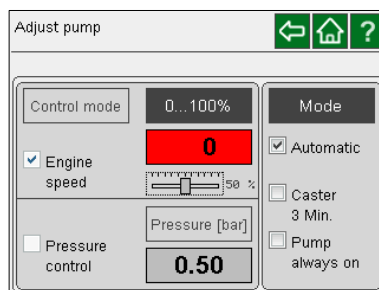 Adjust pump
?
Control mode
0...100%
Mode
0
Engine
speed
50 %
Automatic
Caster
3 Min.
Pressure [bar]
Pressure
control
0.50
Pump
always on